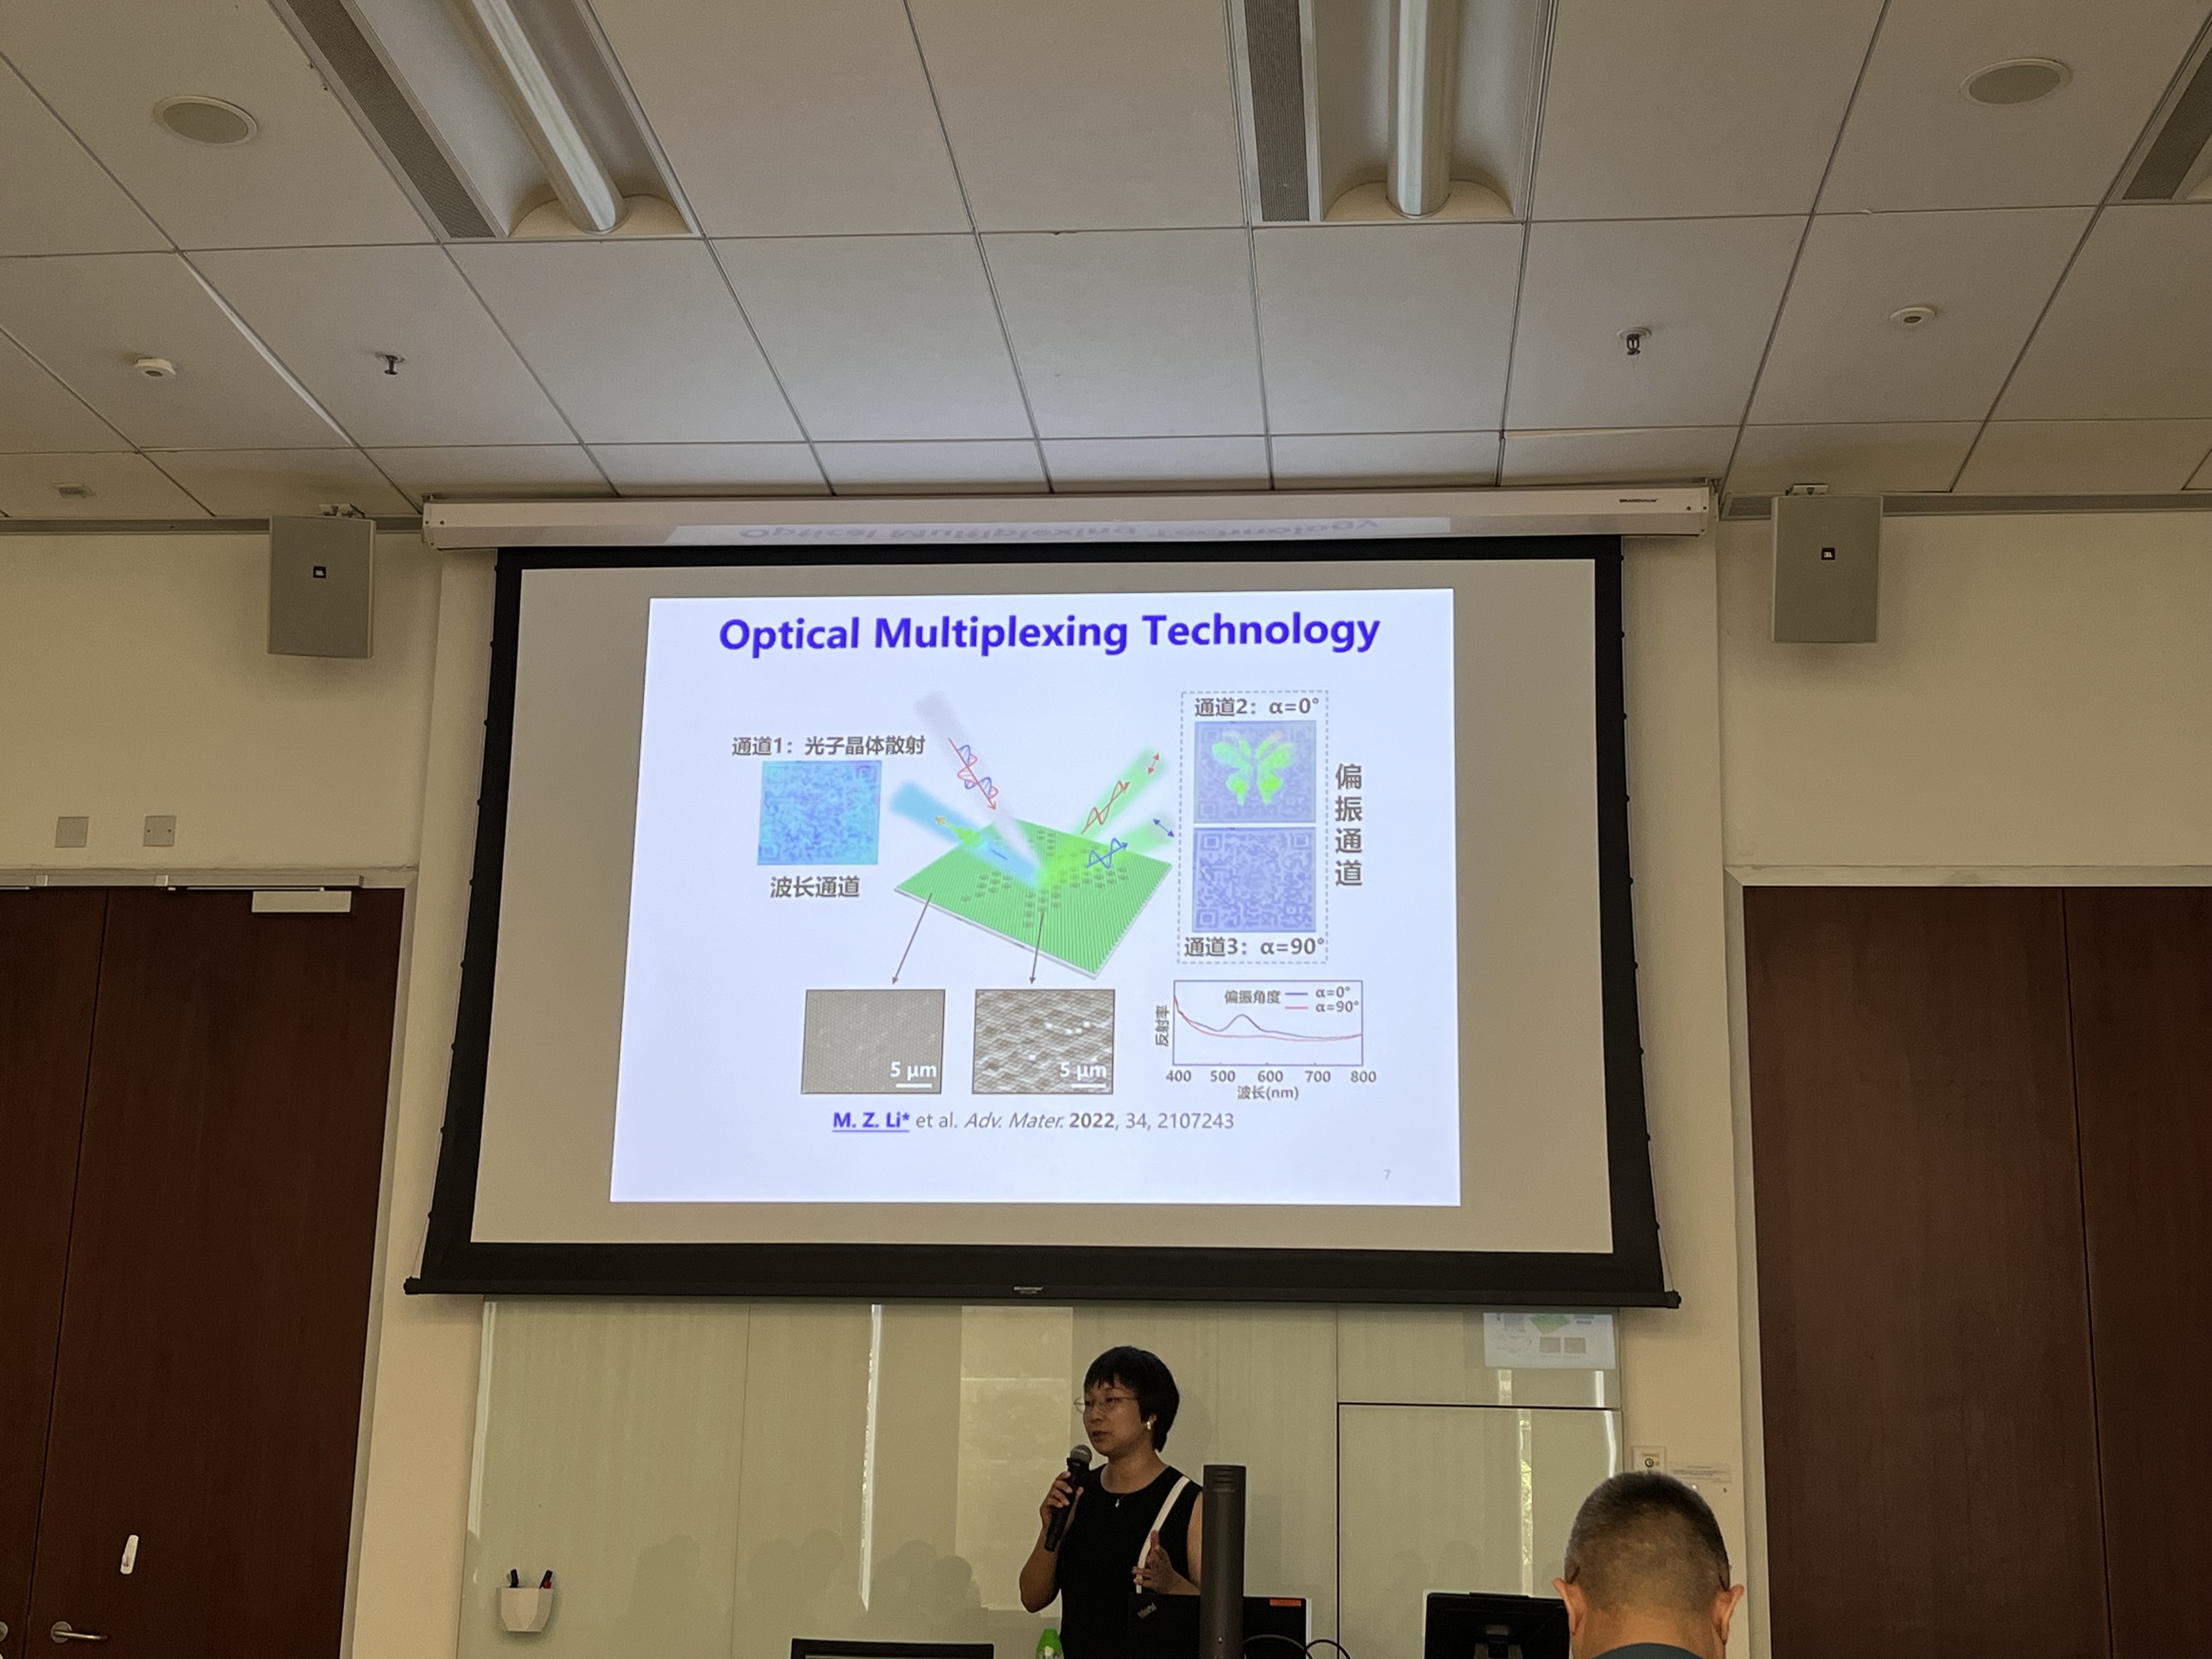 Optical Multiplexing Technology
通道1：光子晶体散射
波长通道
通道2：α=0°
通道3：α=90°
偏振通道
5 μm
5 μm
偏振角度
α=0°
α=90°
反射率
400 500 600 700 800
波长(nm)
M. Z. Li* et al. Adv. Mater. 2022, 34, 2107243
7
JBL
JBL
ThinkPad